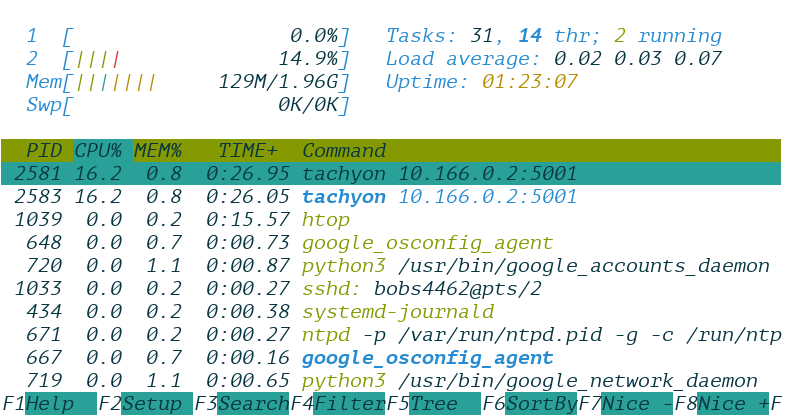 1 [ 0.0%] Tasks: 31, 14 thr; 2 running
2 [|||| 14.9%] Load average: 0.02 0.03 0.07
Mem[||||||| 129M/1.96G] Uptime: 01:23:07
Swp[ 0K/0K]
PID CPU% MEM% TIME+ Command
2581 16.2 0.8 0:26.95 tachyon 10.166.0.2:5001
2583 16.2 0.8 0:26.05 tachyon 10.166.0.2:5001
1039 0.0 0.2 0:15.57 htop
648 0.0 0.7 0:00.73 google_osconfig_agent
720 0.0 1.1 0:00.87 python3 /usr/bin/google_accounts_daemon
1033 0.0 0.2 0:00.27 sshd: bobs4462@pts/2
434 0.0 0.2 0:00.38 systemd-journald
671 0.0 0.2 0:00.27 ntpd -p /var/run/ntpd.pid -g -c /run/ntp
667 0.0 0.7 0:00.16 google_osconfig_agent
719 0.0 1.1 0:00.65 python3 /usr/bin/google_network_daemon
F1Help F2Setup F3SearchF4FilterF5Tree F6SortByF7Nice -F8Nice +F